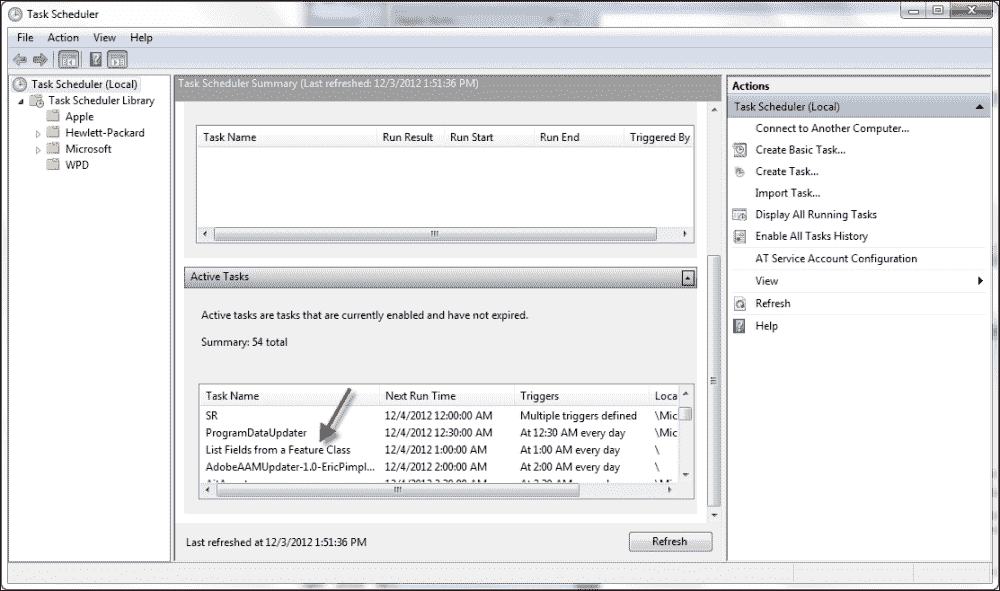 Task Scheduler
File Action View Help
Task Scheduler (Local)
Task Scheduler Library
Apple
Hewlett-Packard
Microsoft
WPD
Task Scheduler Summary (Last refreshed: 12/3/2012 1:51:36 PM)
Task Name Run Result Run Start Run End Triggered By
Active Tasks
Active tasks are tasks that are currently enabled and have not expired.
Summary: 54 total
Task Name Next Run Time Triggers Loca
SR 12/4/2012 12:00:00 AM Multiple triggers defined \Mic
ProgramDataUpdater 12/4/2012 12:30:00 AM At 12:30 AM every day \Mic
List Fields from a Feature Class 12/4/2012 1:00:00 AM At 1:00 AM every day \
AdobeAAMUpdater-1.0-EricPimpl... 12/4/2012 2:00:00 AM At 2:00 AM every day \
Last refreshed at 12/3/2012 1:51:36 PM
Refresh
Actions
Task Scheduler (Local)
Connect to Another Computer...
Create Basic Task...
Create Task...
Import Task...
Display All Running Tasks
Enable All Tasks History
AT Service Account Configuration
View
Refresh
Help